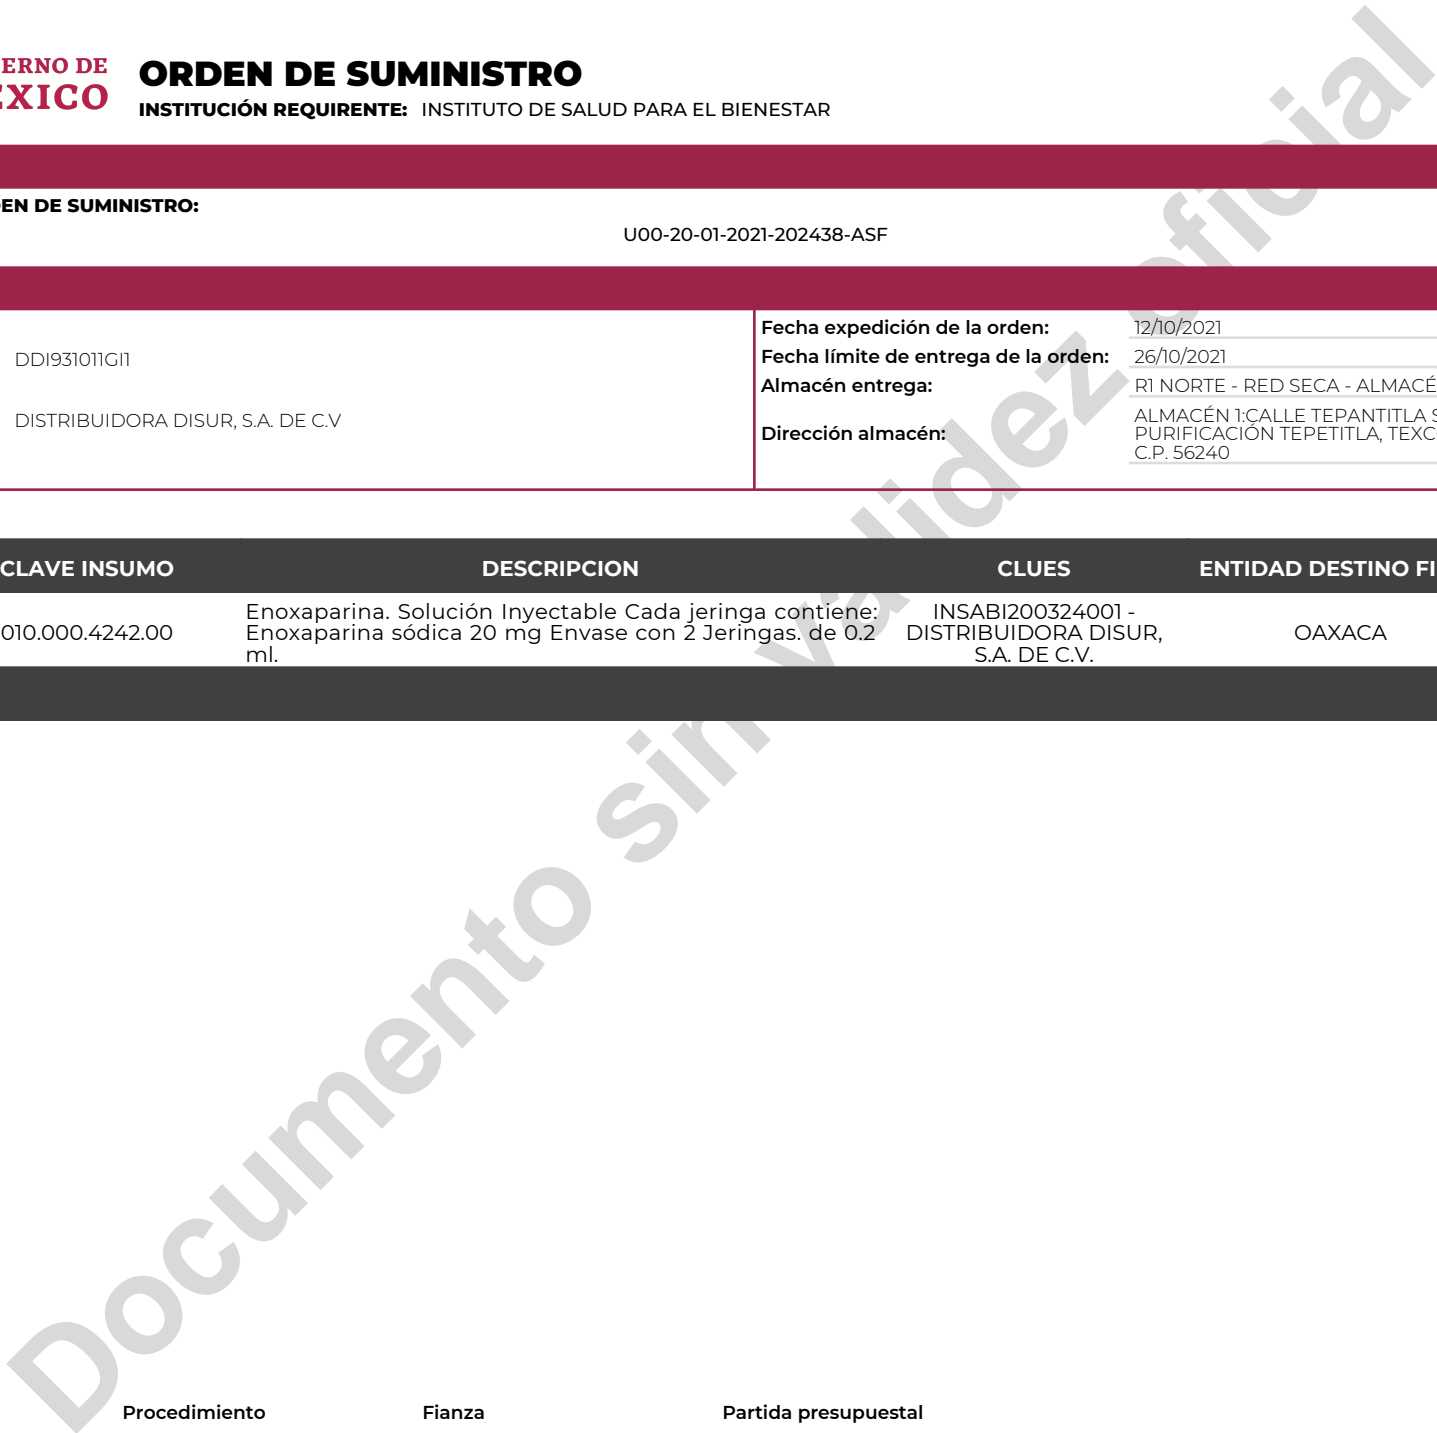 ERNO DE
ÉXICO
ORDEN DE SUMINISTRO
INSTITUCIÓN REQUIRENTE: INSTITUTO DE SALUD PARA EL BIENESTAR
EN DE SUMINISTRO:
U00-20-01-2021-202438-ASF
DDI931011GI1
DISTRIBUIDORA DISUR, S.A. DE C.V
Fecha expedición de la orden: 12/10/2021
Fecha límite de entrega de la orden: 26/10/2021
Almacén entrega: R1 NORTE - RED SECA - ALMACÉ
Dirección almacén:
ALMACÉN 1:CALLE TEPANTITLA S
PURIFICACIÓN TEPETITLA, TEXC
C.P. 56240
CLAVE INSUMO DESCRIPCION CLUES ENTIDAD DESTINO FI
010.000.4242.00
Enoxaparina. Solución Inyectable Cada jeringa contiene:
Enoxaparina sódica 20 mg Envase con 2 Jeringas. de 0.2
ml.
INSABI200324001 -
DISTRIBUIDORA DISUR,
S.A. DE C.V.
OAXACA
Documento sin validez oficial
Procedimiento Fianza Partida presupuestal